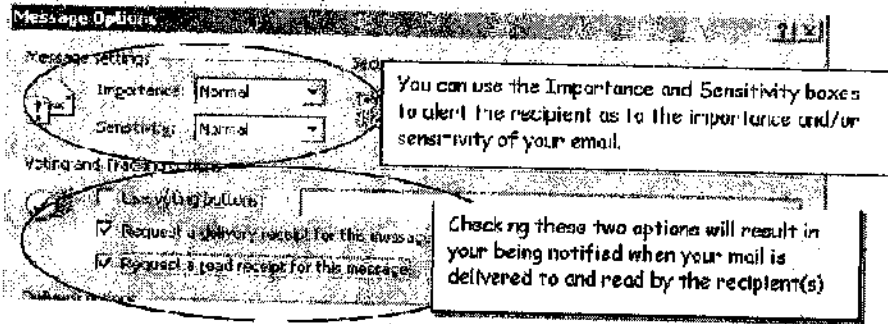 Message Options
Message settings
Importance: Normal
Sensitivity: Normal
You can use the Importance and Sensitivity boxes
to alert the recipient as to the importance and/or
sensitivity of your email.
Voting and Tracking options
Use voting buttons:
Request a delivery receipt for this message
Request a read receipt for this message
Checking these two options will result in
your being notified when your mail is
delivered to and read by the recipient(s)